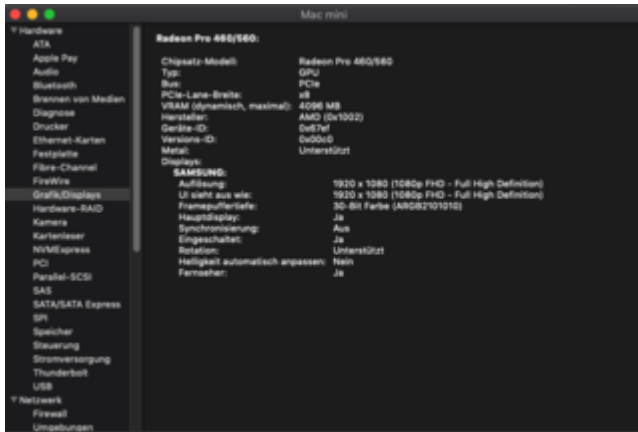 Mac mini
Hardware
ATA
Apple Pay
Audio
Bluetooth
Brennen von Medien
Diagnose
Drucker
Ethernet-Karten
Festplatte
Fibre-Channel
FireWire
Grafik/Displays
Hardware-RAID
Kamera
Kartenleser
NVMExpress
PCI
Parallel-SCSI
SAS
SATA/SATA Express
SPI
Speicher
Steuerung
Stromversorgung
Thunderbolt
USB
Netzwerk
Firewall
Umgebungen
Radeon Pro 460/560:
Chipsatz-Modell: Radeon Pro 460/560
Typ: GPU
Bus: PCIe
PCIe-Lane-Breite: x8
VRAM (dynamisch, maximal): 4096 MB
Hersteller: AMD (0x1002)
Geräte-ID: 0x67ef
Versions-ID: 0x00c0
Metal: Unterstützt
Displays:
SAMSUNG:
Auflösung: 1920 x 1080 (1080p FHD - Full High Definition)
UI sieht aus wie: 1920 x 1080 (1080p FHD - Full High Definition)
Framepuffertiefe: 30-Bit Farbe (ARGB2101010)
Hauptdisplay: Ja
Synchronisierung: Aus
Eingeschaltet: Ja
Rotation: Unterstützt
Helligkeit automatisch anpassen: Nein
Fernseher: Ja